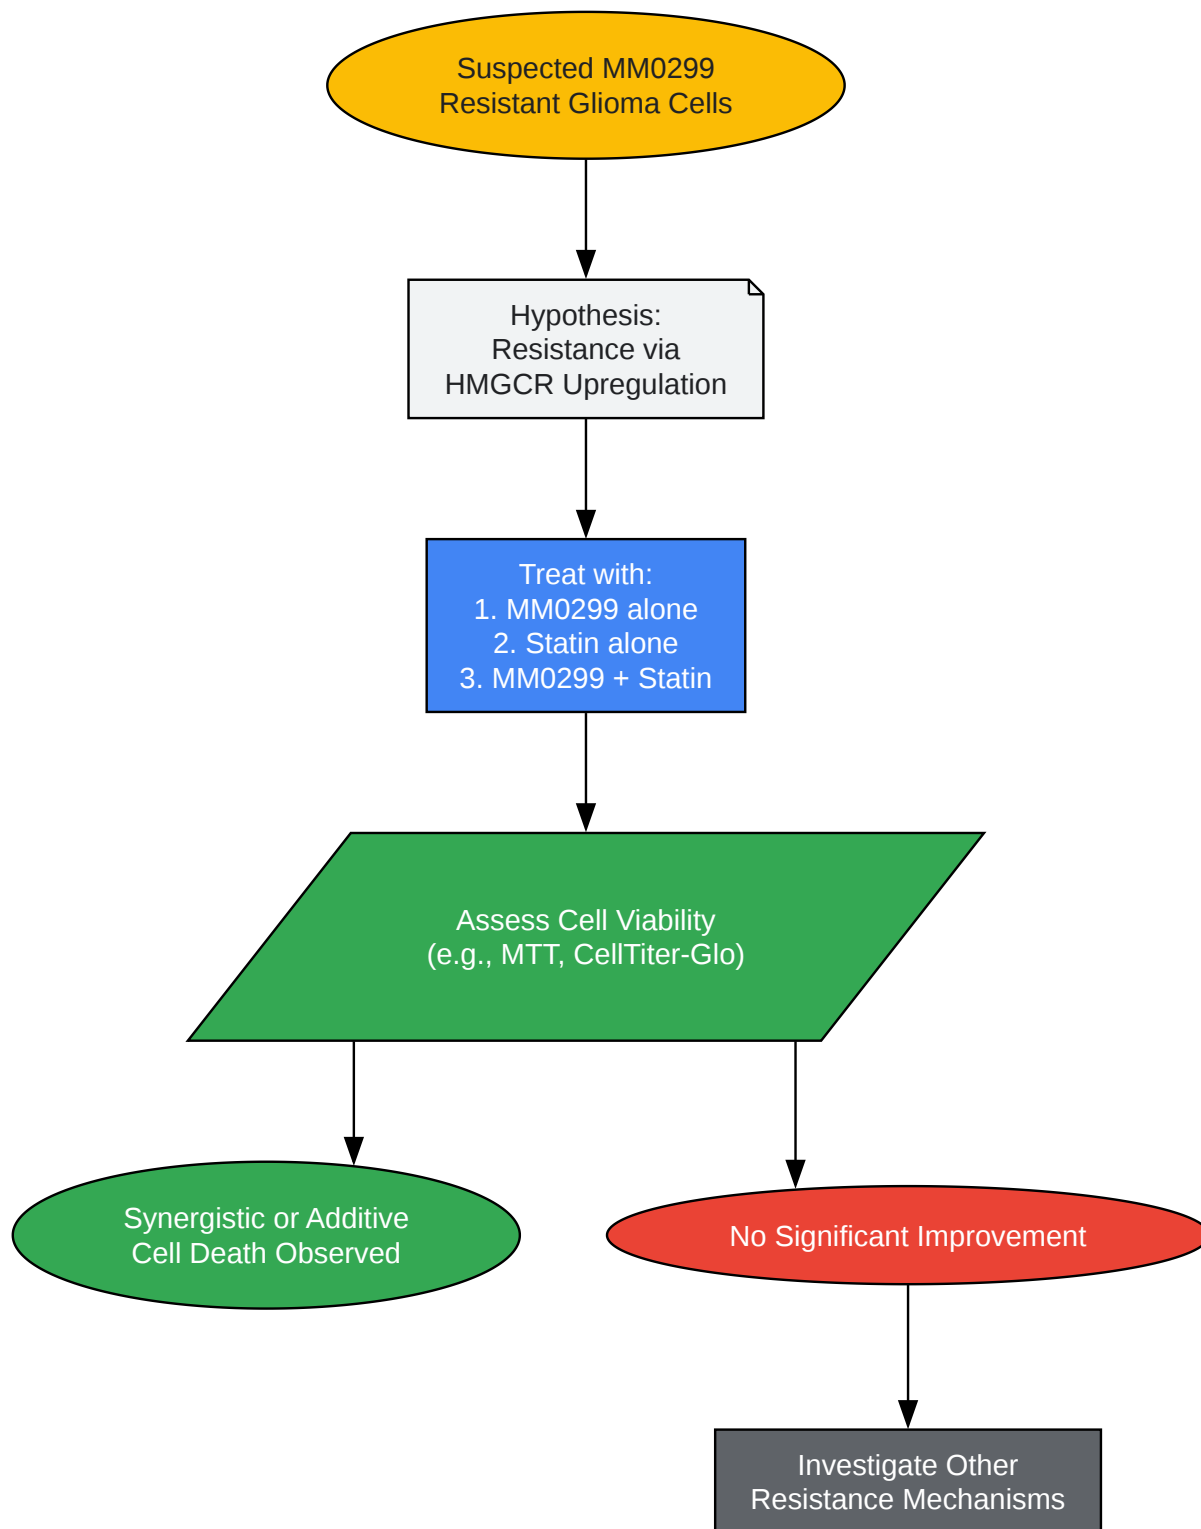 Suspected MM0299
Resistant Glioma Cells
Hypothesis:
Resistance via
HMGCR Upregulation
Treat with:
1. MM0299 alone
2. Statin alone
3. MM0299 + Statin
Assess Cell Viability
(e.g., MTT, CellTiter-Glo)
Synergistic or Additive
Cell Death Observed
No Significant Improvement
Investigate Other
Resistance Mechanisms